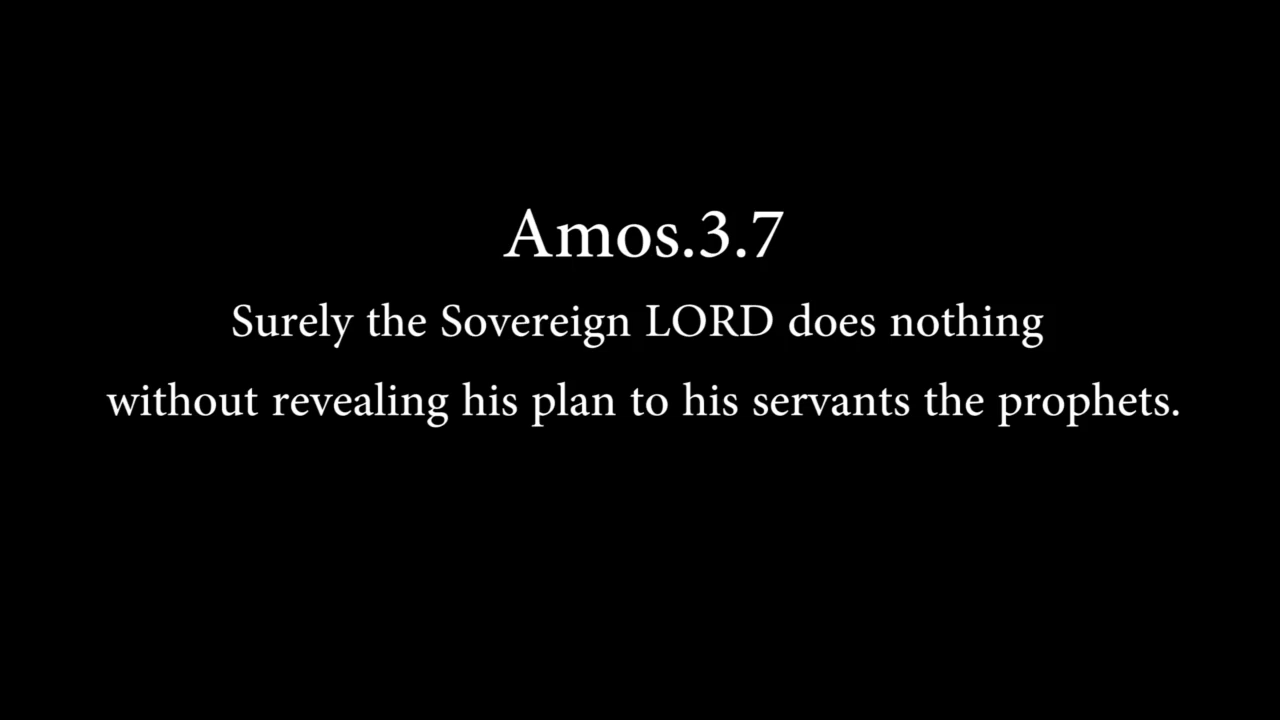 Amos.3.7
Surely the Sovereign LORD does nothing
without revealing his plan to his servants the prophets.